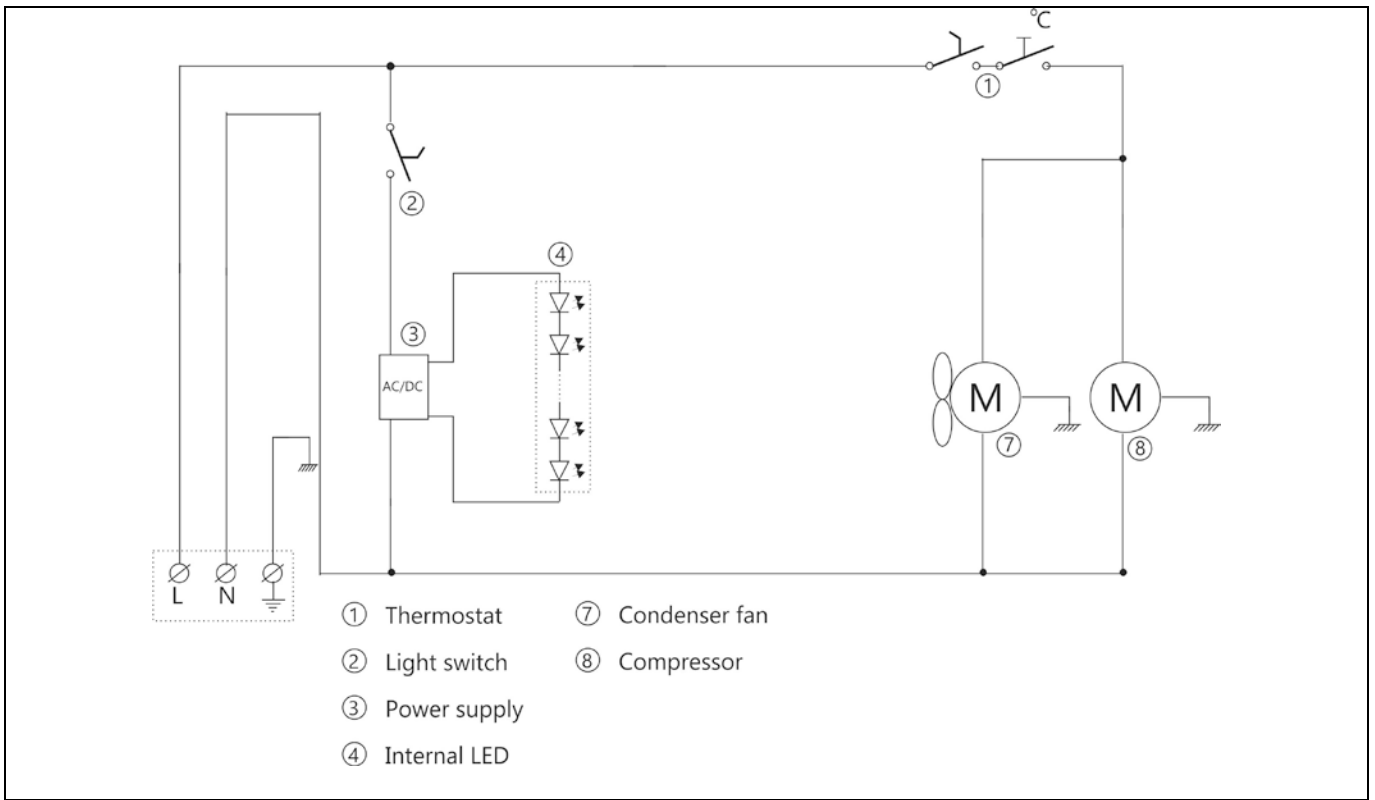 °C
①
②
④
③
AC/DC
M
M
⑦
⑧
L N
① Thermostat ⑦ Condenser fan
② Light switch ⑧ Compressor
③ Power supply
④ Internal LED